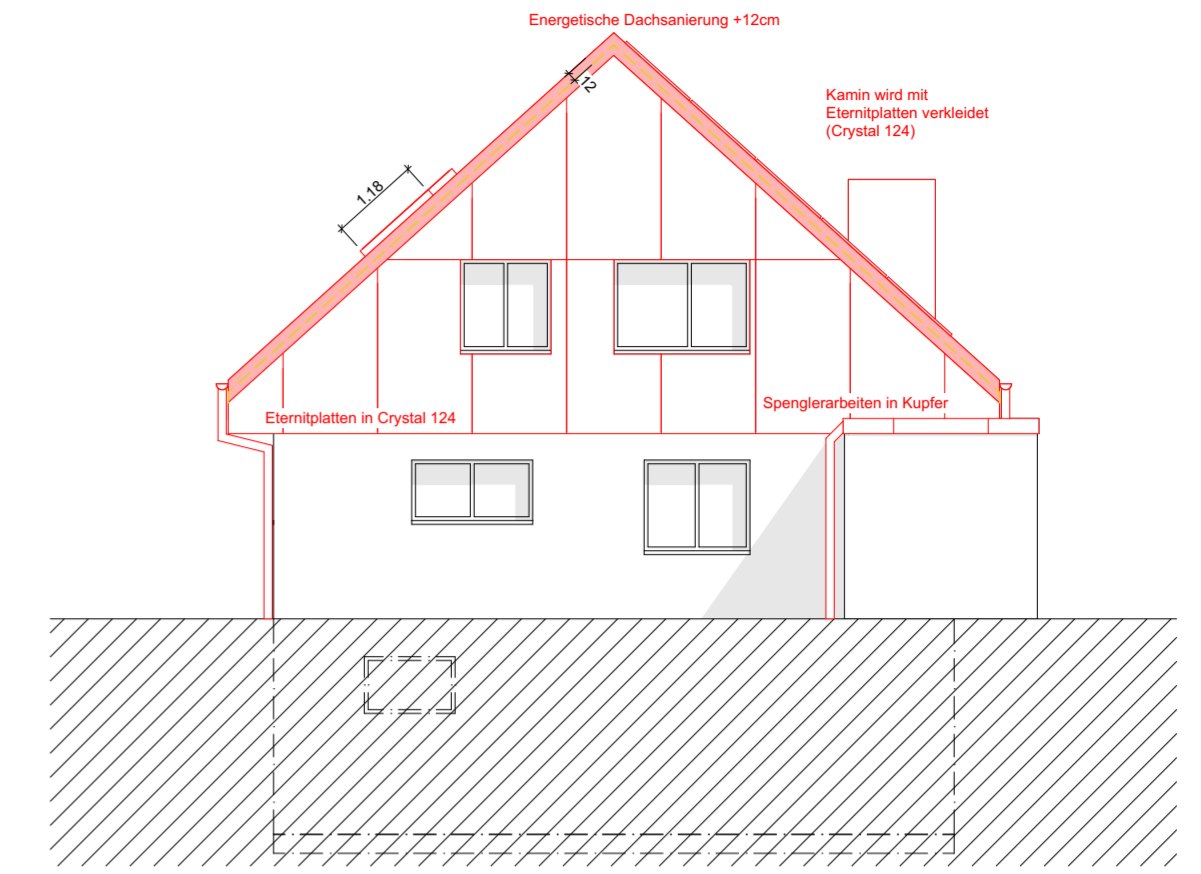 Energetische Dachsanierung +12cm
12
Kamin wird mit
Eternitplatten verkleidet
(Crystal 124)
1.18
Spenglerarbeiten in Kupfer
Eternitplatten in Crystal 124